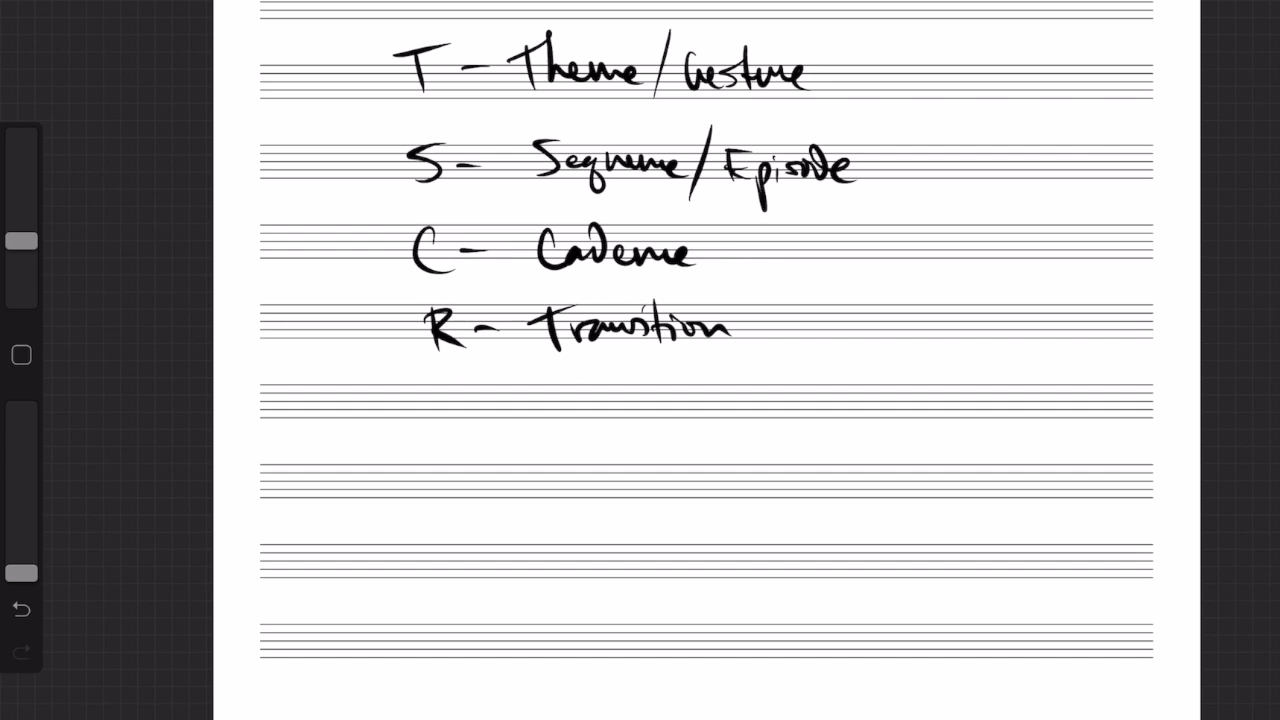 T - Theme/Gesture
S - Sequence/Episode
C - Cadence
R - Transition